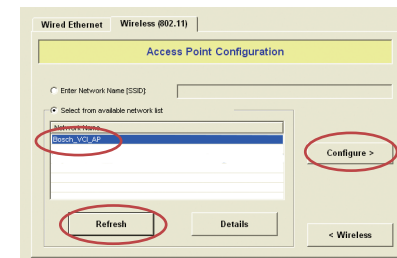 Wired Ethernet Wireless (802.11)
Access Point Configuration
Enter Network Name [SSID]:
Select from available network list
Network Name
Bosch_VCI_AP
Configure >
Refresh Details
< Wireless